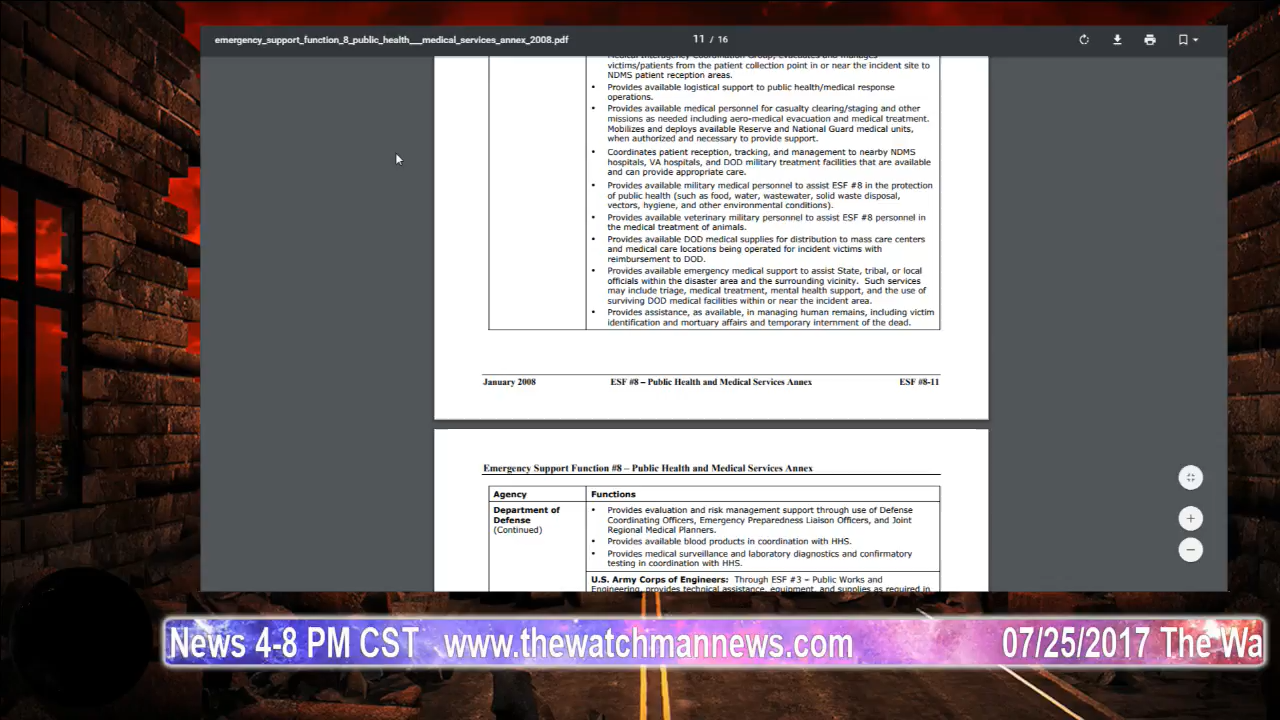 emergency_support_function_8_public_health__medical_services_annex_2008.pdf
11 / 16
victims/patients from the patient collection point in or near the incident site to
NDMS patient reception areas.
• Provides available logistical support to public health/medical response
operations.
• Provides available medical personnel for casualty clearing/staging and other
missions as needed including aero-medical evacuation and medical treatment.
Mobilizes and deploys available Reserve and National Guard medical units,
when authorized and necessary to provide support.
• Coordinates patient reception, tracking, and management to nearby NDMS
hospitals, VA hospitals, and DOD military treatment facilities that are available
and can provide appropriate care.
• Provides available military medical personnel to assist ESF #8 in the protection
of public health (such as food, water, wastewater, solid waste disposal,
vectors, hygiene, and other environmental conditions).
• Provides available veterinary military personnel to assist ESF #8 personnel in
the medical treatment of animals.
• Provides available DOD medical supplies for distribution to mass care centers
and medical care locations being operated for incident victims with
reimbursement to DOD.
• Provides available emergency medical support to assist State, tribal, or local
officials within the disaster area and the surrounding vicinity. Such services
may include triage, medical treatment, mental health support, and the use of
surviving DOD medical facilities within or near the incident area.
• Provides assistance, as available, in managing human remains, including victim
identification and mortuary affairs and temporary internment of the dead.
January 2008 ESF #8 – Public Health and Medical Services Annex ESF #8-11
Emergency Support Function #8 – Public Health and Medical Services Annex
Agency Functions
Department of
Defense
(Continued)
• Provides evaluation and risk management support through use of Defense
Coordinating Officers, Emergency Preparedness Liaison Officers, and Joint
Regional Medical Planners.
• Provides available blood products in coordination with HHS.
• Provides medical surveillance and laboratory diagnostics and confirmatory
testing in coordination with HHS.
U.S. Army Corps of Engineers: Through ESF #3 – Public Works and
Engineering, provides technical assistance, equipment, and supplies as required in
News 4-8 PM CST www.thewatchmannews.com 07/25/2017 The Wa